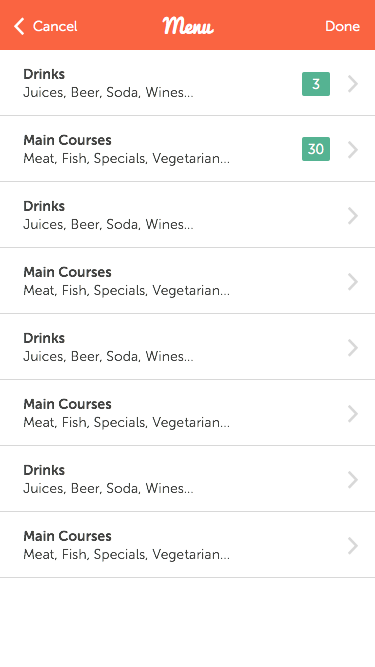 Cancel
Menu
Done
Drinks
Juices, Beer, Soda, Wines...
3
Main Courses
Meat, Fish, Specials, Vegetarian...
30
Drinks
Juices, Beer, Soda, Wines...
Main Courses
Meat, Fish, Specials, Vegetarian...
Drinks
Juices, Beer, Soda, Wines...
Main Courses
Meat, Fish, Specials, Vegetarian...
Drinks
Juices, Beer, Soda, Wines...
Main Courses
Meat, Fish, Specials, Vegetarian...